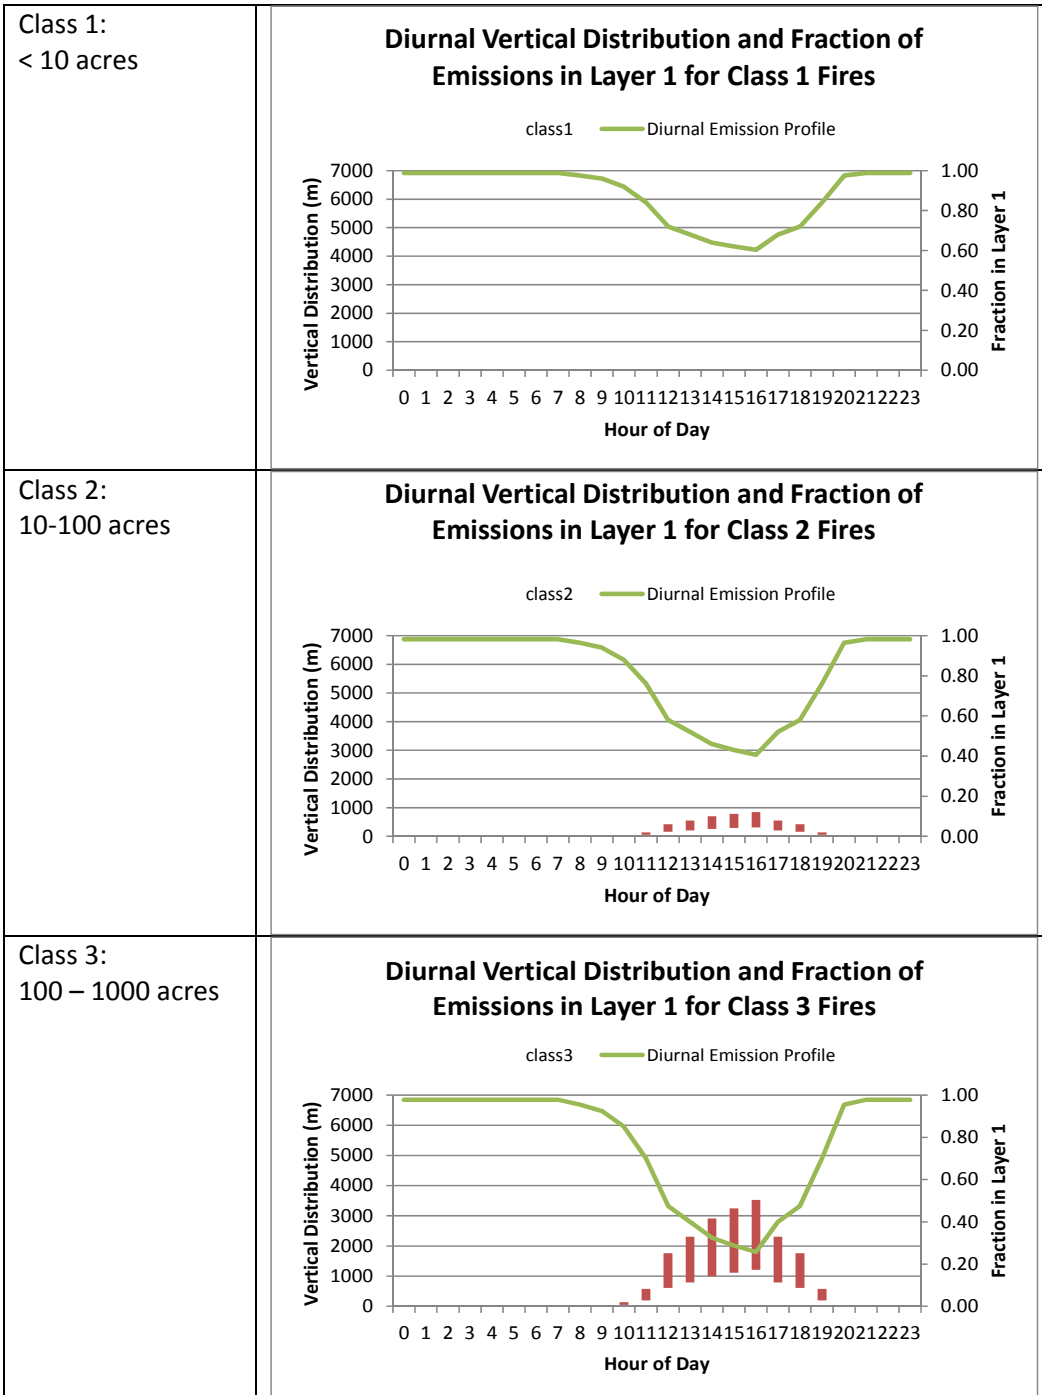 Class 1:
< 10 acres
Diurnal Vertical Distribution and Fraction of
Emissions in Layer 1 for Class 1 Fires
class1 Diurnal Emission Profile
Vertical Distribution (m)
7000
6000
5000
4000
3000
2000
1000
0
1.00
0.80
0.60
0.40
0.20
0.00
Fraction in Layer 1
0 1 2 3 4 5 6 7 8 9 10 11 12 13 14 15 16 17 18 19 20 21 22 23
Hour of Day
Class 2:
10-100 acres
Diurnal Vertical Distribution and Fraction of
Emissions in Layer 1 for Class 2 Fires
class2 Diurnal Emission Profile
Vertical Distribution (m)
7000
6000
5000
4000
3000
2000
1000
0
1.00
0.80
0.60
0.40
0.20
0.00
Fraction in Layer 1
0 1 2 3 4 5 6 7 8 9 10 11 12 13 14 15 16 17 18 19 20 21 22 23
Hour of Day
Class 3:
100 – 1000 acres
Diurnal Vertical Distribution and Fraction of
Emissions in Layer 1 for Class 3 Fires
class3 Diurnal Emission Profile
Vertical Distribution (m)
7000
6000
5000
4000
3000
2000
1000
0
1.00
0.80
0.60
0.40
0.20
0.00
Fraction in Layer 1
0 1 2 3 4 5 6 7 8 9 10 11 12 13 14 15 16 17 18 19 20 21 22 23
Hour of Day